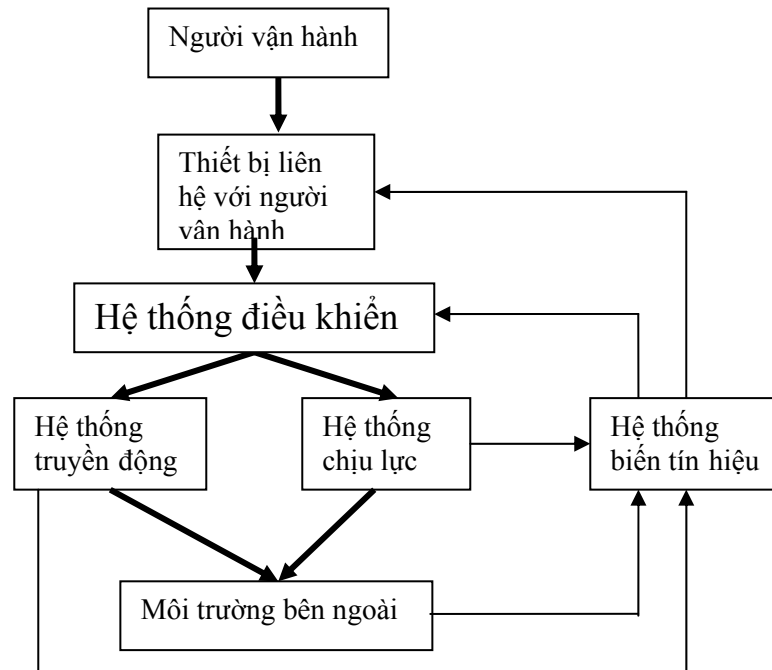 Người vận hành
Thiết bị liên
hệ với người
vận hành
Hệ thống điều khiển
Hệ thống
truyền động
Hệ thống
chịu lực
Hệ thống
biến tín hiệu
Môi trường bên ngoài